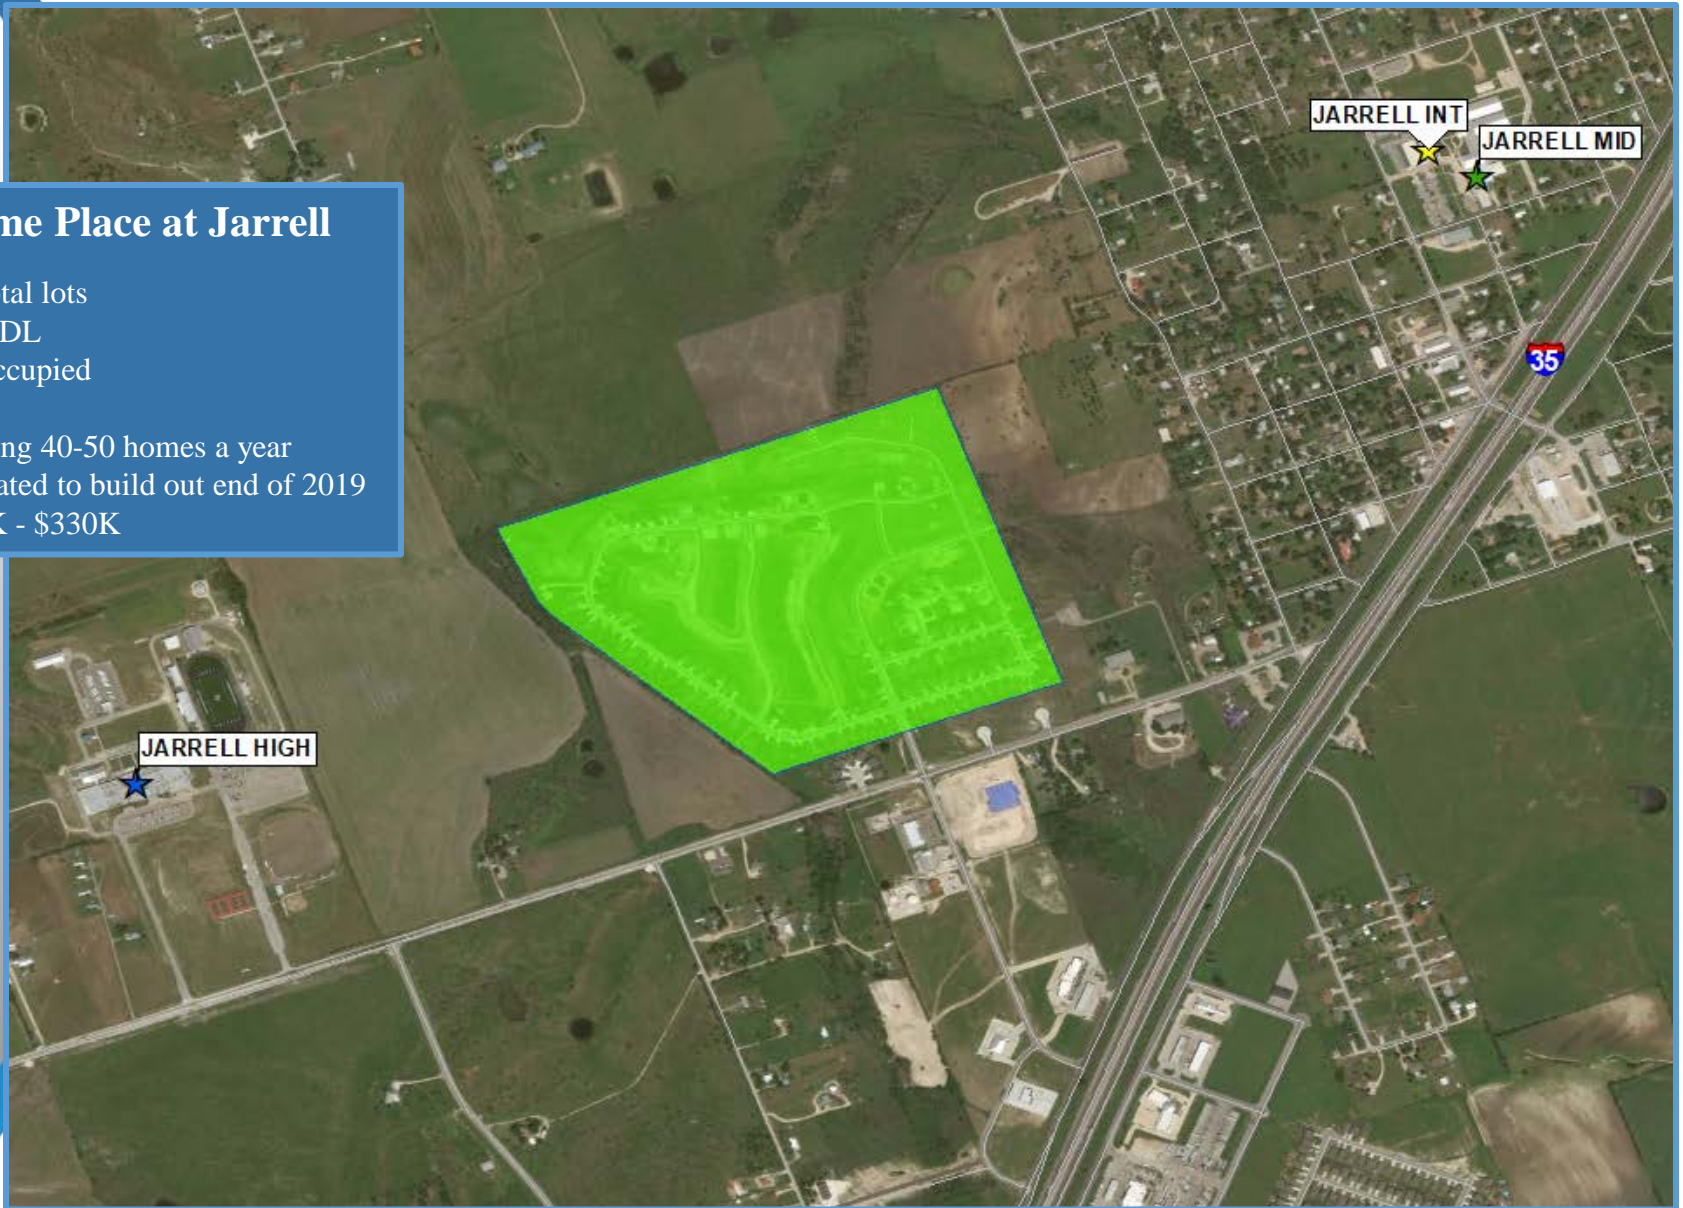 me Place at Jarrell
tal lots
DL
ccupied
ng 40-50 homes a year
ated to build out end of 2019
K - $330K
JARRELL INT
JARRELL MID
35
JARRELL HIGH